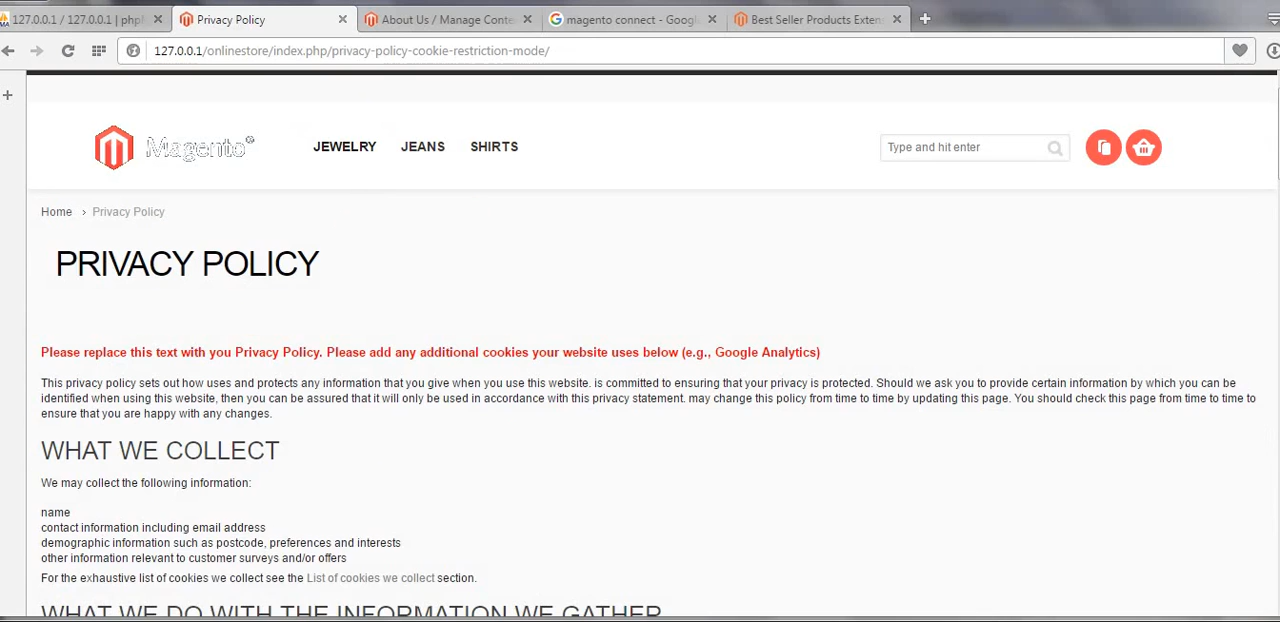 127.0.0.1 / 127.0.0.1 | php
Privacy Policy
About Us / Manage Conte
magento connect - Googl
Best Seller Products Exten
127.0.0.1/onlinestore/index.php/privacy-policy-cookie-restriction-mode/
Magento®
JEWELRY JEANS SHIRTS
Type and hit enter
Home › Privacy Policy
PRIVACY POLICY
Please replace this text with you Privacy Policy. Please add any additional cookies your website uses below (e.g., Google Analytics)
This privacy policy sets out how uses and protects any information that you give when you use this website. is committed to ensuring that your privacy is protected. Should we ask you to provide certain information by which you can be
identified when using this website, then you can be assured that it will only be used in accordance with this privacy statement. may change this policy from time to time by updating this page. You should check this page from time to time to
ensure that you are happy with any changes.
WHAT WE COLLECT
We may collect the following information:
name
contact information including email address
demographic information such as postcode, preferences and interests
other information relevant to customer surveys and/or offers
For the exhaustive list of cookies we collect see the List of cookies we collect section.
WHAT WE DO WITH THE INFORMATION WE GATHER